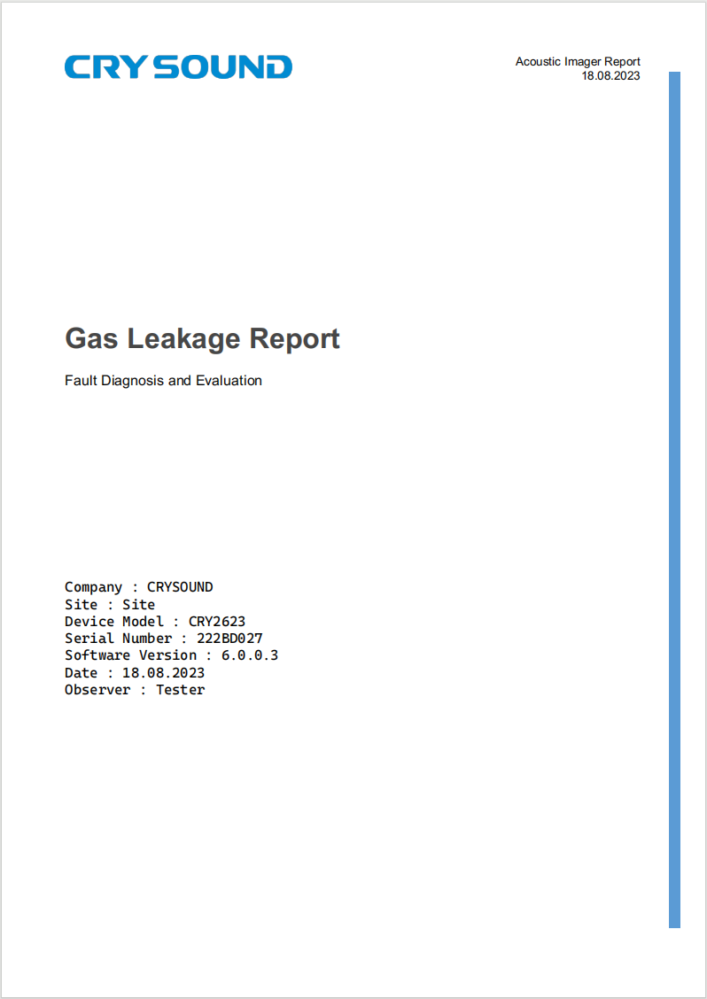 CRYSOUND
Acoustic Imager Report
18.08.2023
Gas Leakage Report
Fault Diagnosis and Evaluation
Company : CRYSOUND
Site : Site
Device Model : CRY2623
Serial Number : 222BD027
Software Version : 6.0.0.3
Date : 18.08.2023
Observer : Tester